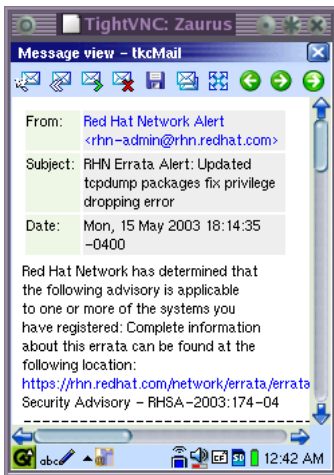 TightVNC: Zaurus
Message view - tkcMail
From: Red Hat Network Alert
<rhn-admin@rhn.redhat.com>
Subject: RHN Errata Alert: Updated
tcpdump packages fix privilege
dropping error
Date: Mon, 15 May 2003 18:14:35
-0400
Red Hat Network has determined that
the following advisory is applicable
to one or more of the systems you
have registered: Complete information
about this errata can be found at the
following location:
https://rhn.redhat.com/network/errata/errata
Security Advisory - RHSA-2003:174-04
--------------------------------
abc
CF
SD
12:42 AM